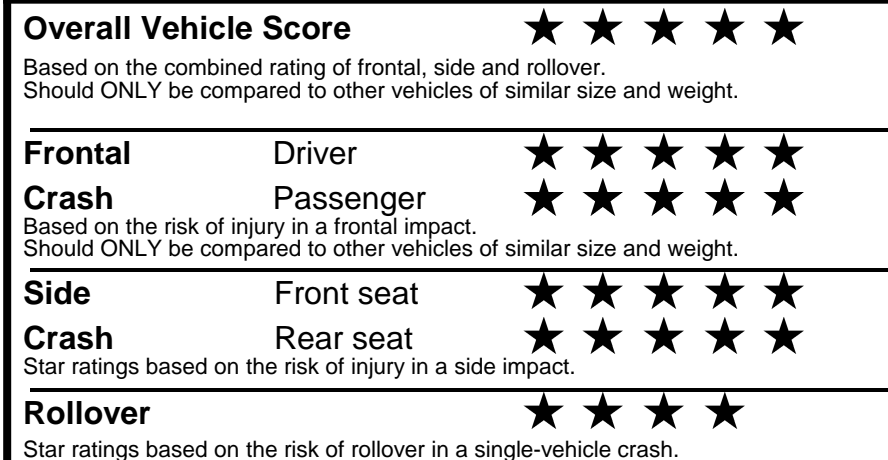 Overall Vehicle Score ★ ★ ★ ★ ★
Based on the combined rating of frontal, side and rollover.
Should ONLY be compared to other vehicles of similar size and weight.
Frontal Driver ★ ★ ★ ★ ★
Crash Passenger ★ ★ ★ ★ ★
Based on the risk of injury in a frontal impact.
Should ONLY be compared to other vehicles of similar size and weight.
Side Front seat ★ ★ ★ ★ ★
Crash Rear seat ★ ★ ★ ★ ★
Star ratings based on the risk of injury in a side impact.
Rollover ★ ★ ★ ★
Star ratings based on the risk of rollover in a single-vehicle crash.